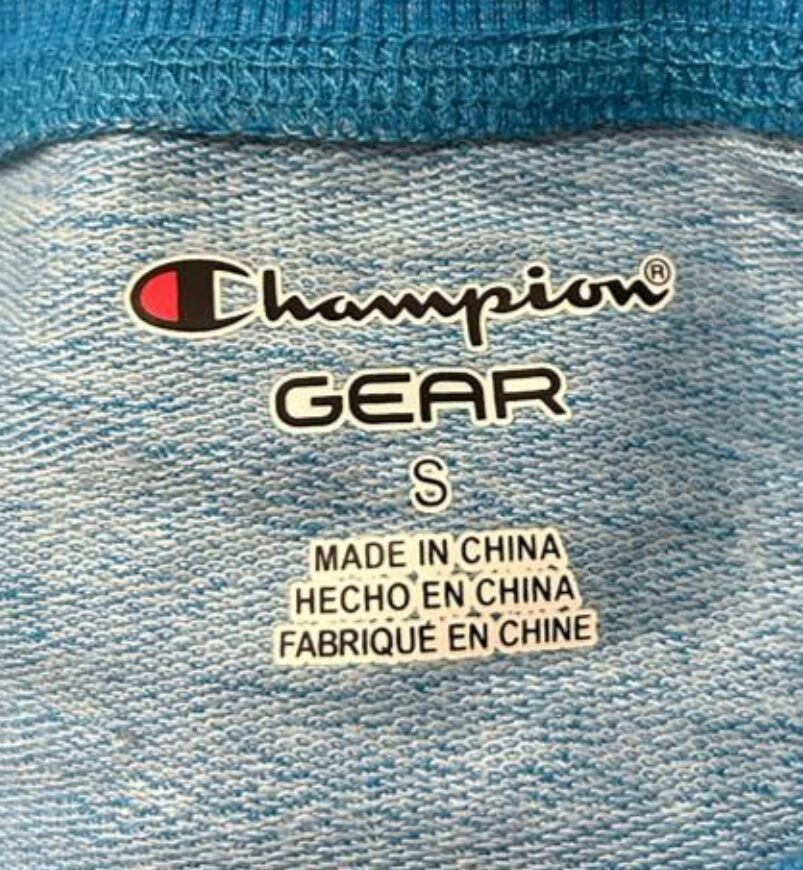 Champion®
GEAR
S
MADE IN CHINA
HECHO EN CHINA
FABRIQUÉ EN CHINE